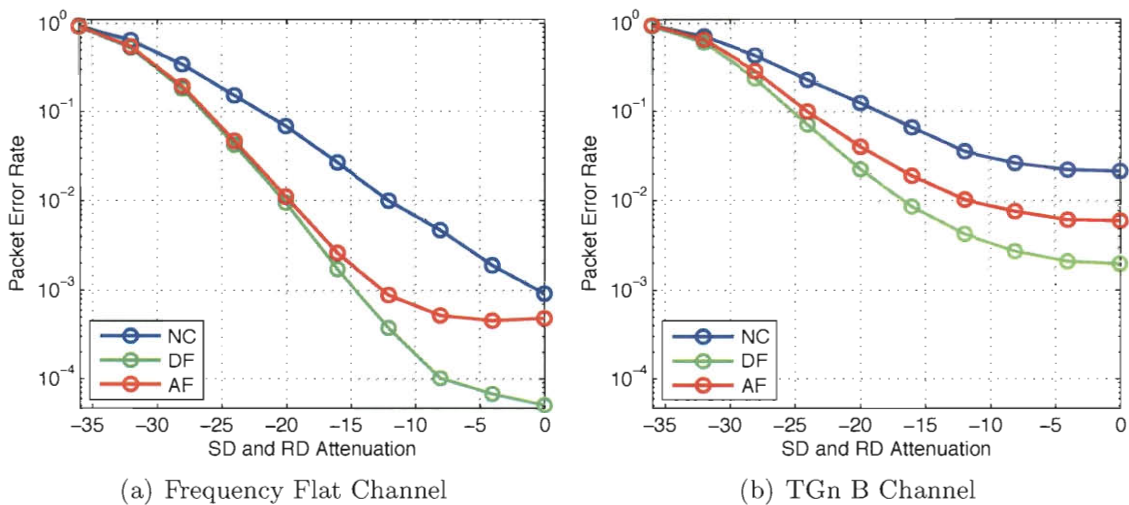 10^0
10^-1
10^-2
10^-3
10^-4
Packet Error Rate
NC
DF
AF
−35 −30 −25 −20 −15 −10 −5 0
SD and RD Attenuation
(a) Frequency Flat Channel
10^0
10^-1
10^-2
10^-3
10^-4
Packet Error Rate
NC
DF
AF
−35 −30 −25 −20 −15 −10 −5 0
SD and RD Attenuation
(b) TGn B Channel